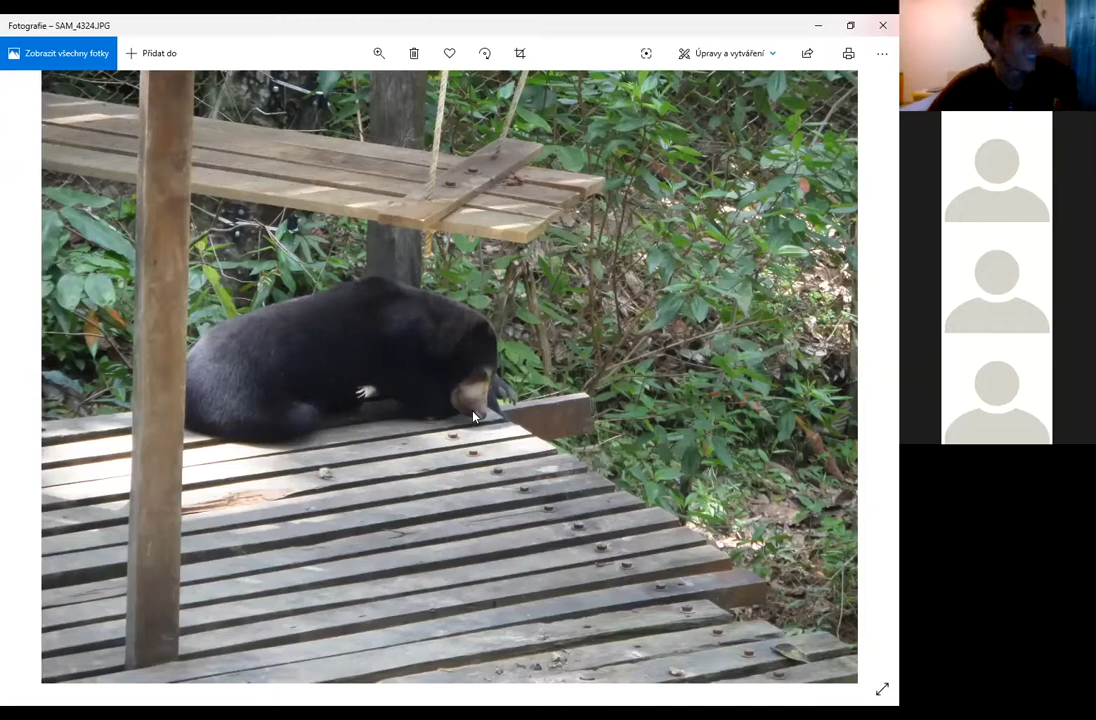 Fotografie – SAM_4324.JPG
Zobrazit všechny fotky
Přidat do
Úpravy a vytváření